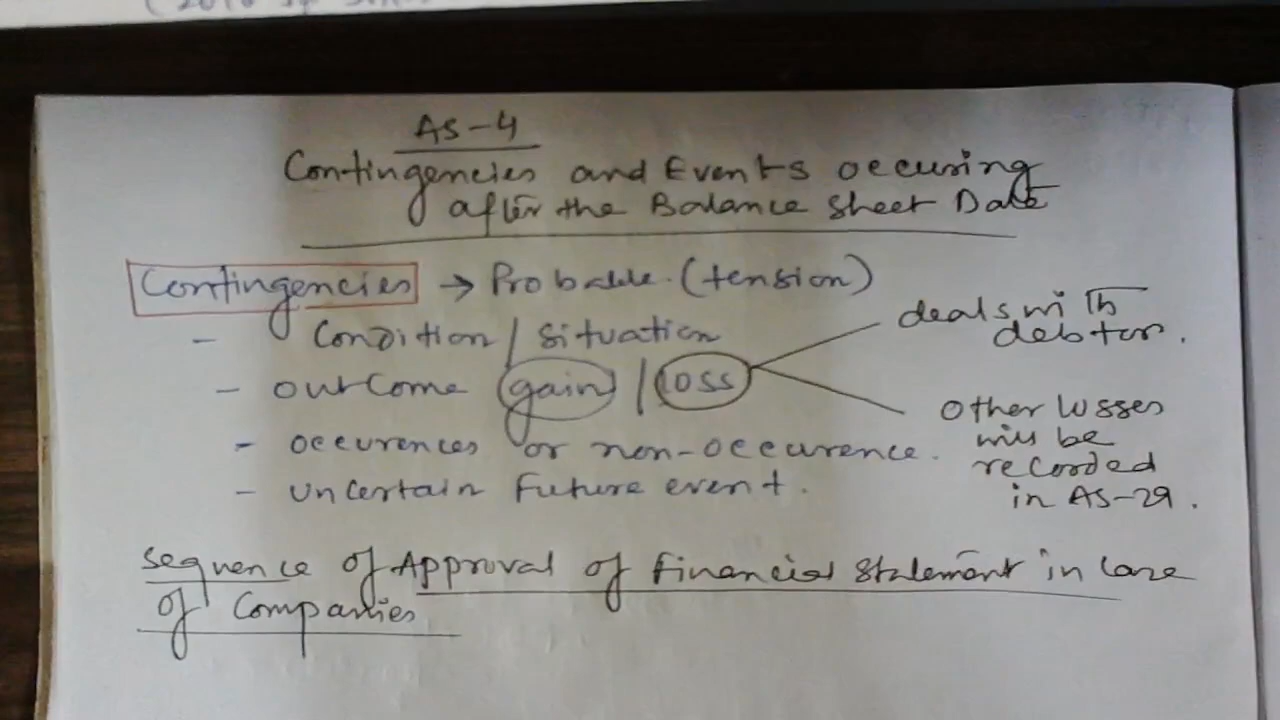 AS-4
Contingencies and Events occuring
after the Balance Sheet Date
Contingencies → Probable. (tension)
- Condition / Situation
- outcome gain / loss
deals with
debtor.
- occurences or non-occurence.
- uncertain future event.
other losses
will be
recorded
in AS-29.
Sequence of Approval of financial statement in case
of Companies